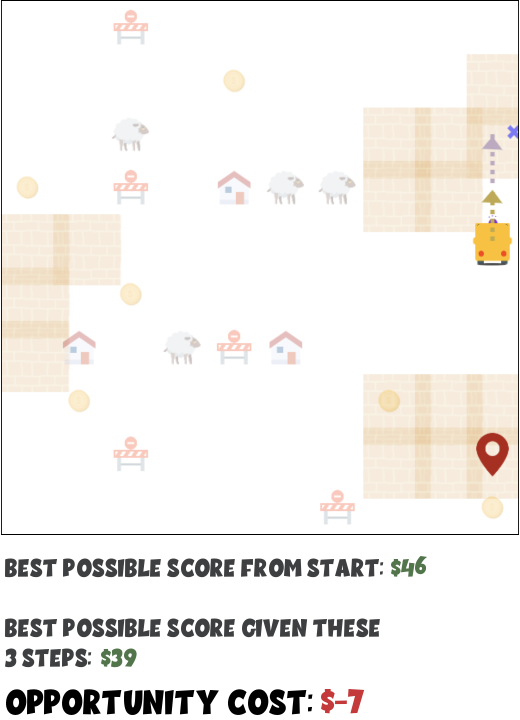 BEST POSSIBLE SCORE FROM START: $46
BEST POSSIBLE SCORE GIVEN THESE
3 STEPS: $39
OPPORTUNITY COST: $-7